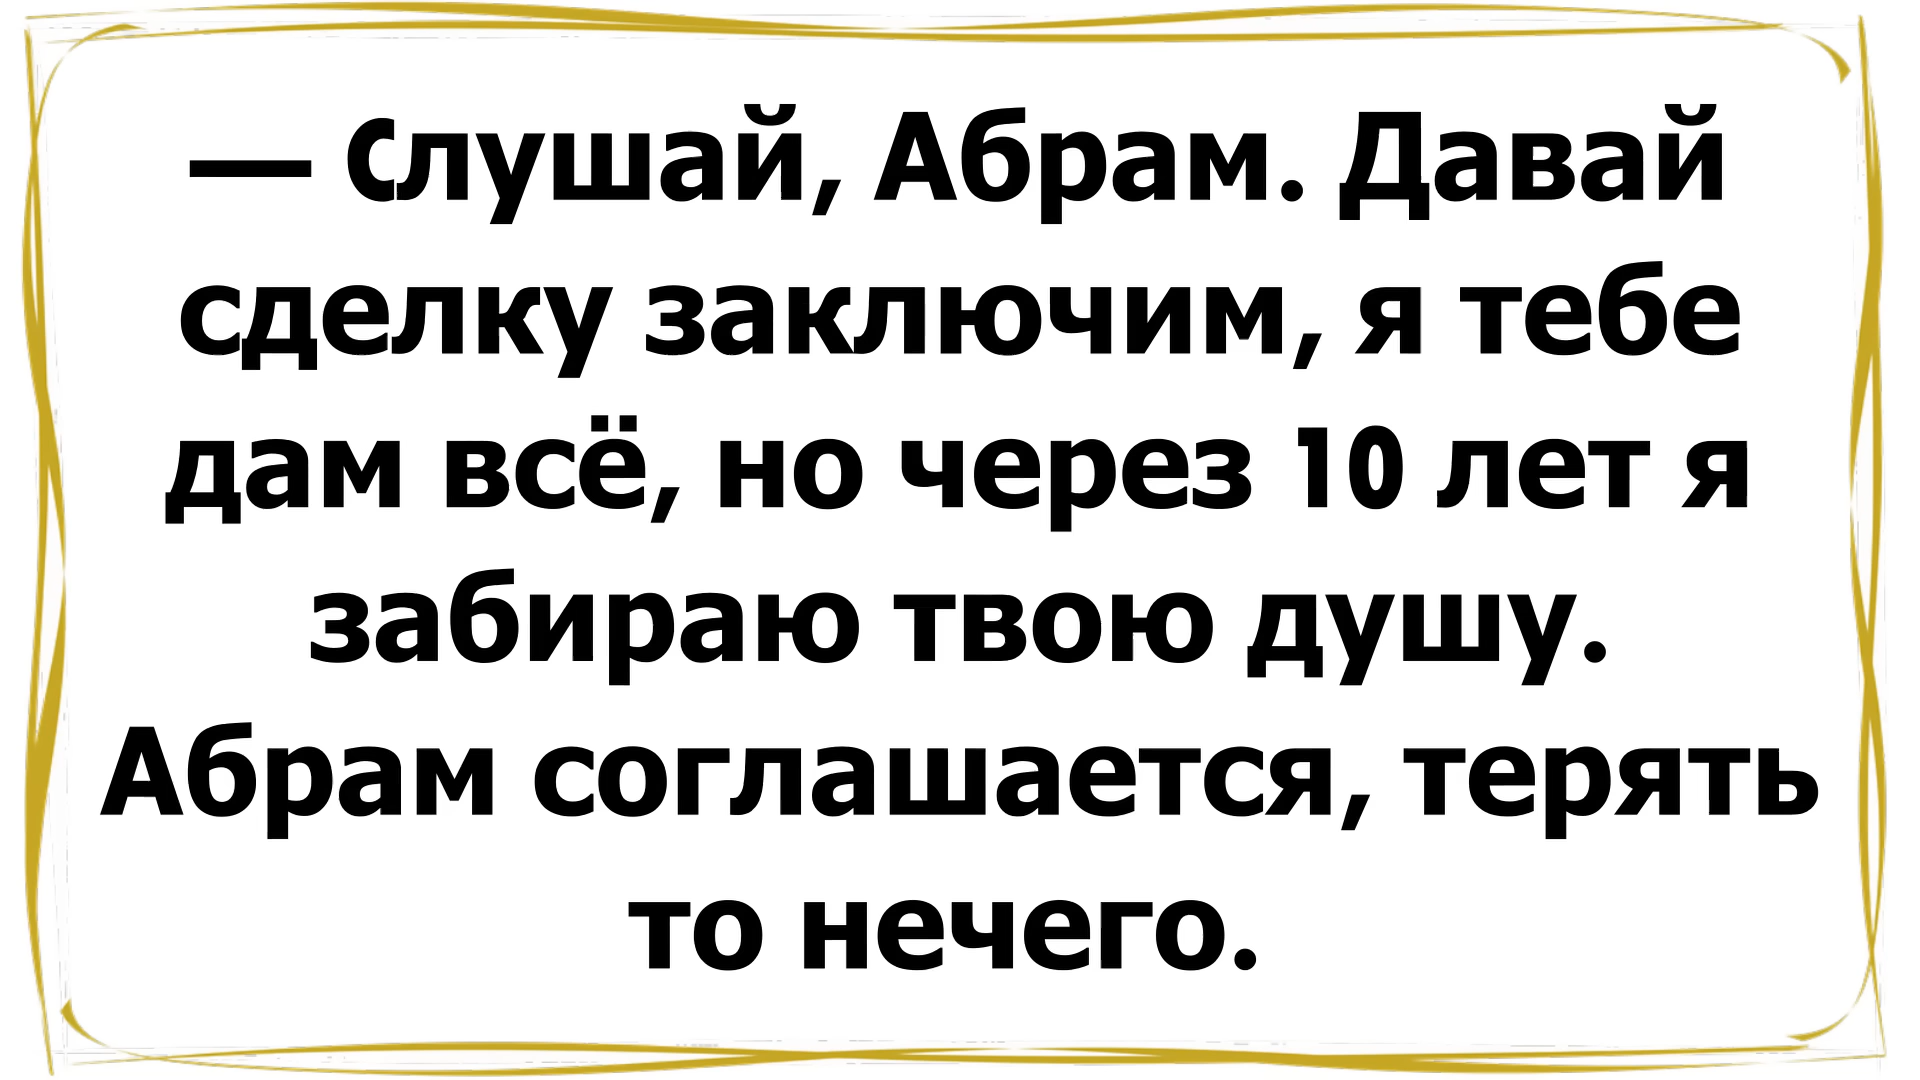 — Слушай, Абрам. Давай
сделку заключим, я тебе
дам всё, но через 10 лет я
забираю твою душу.
Абрам соглашается, терять
то нечего.